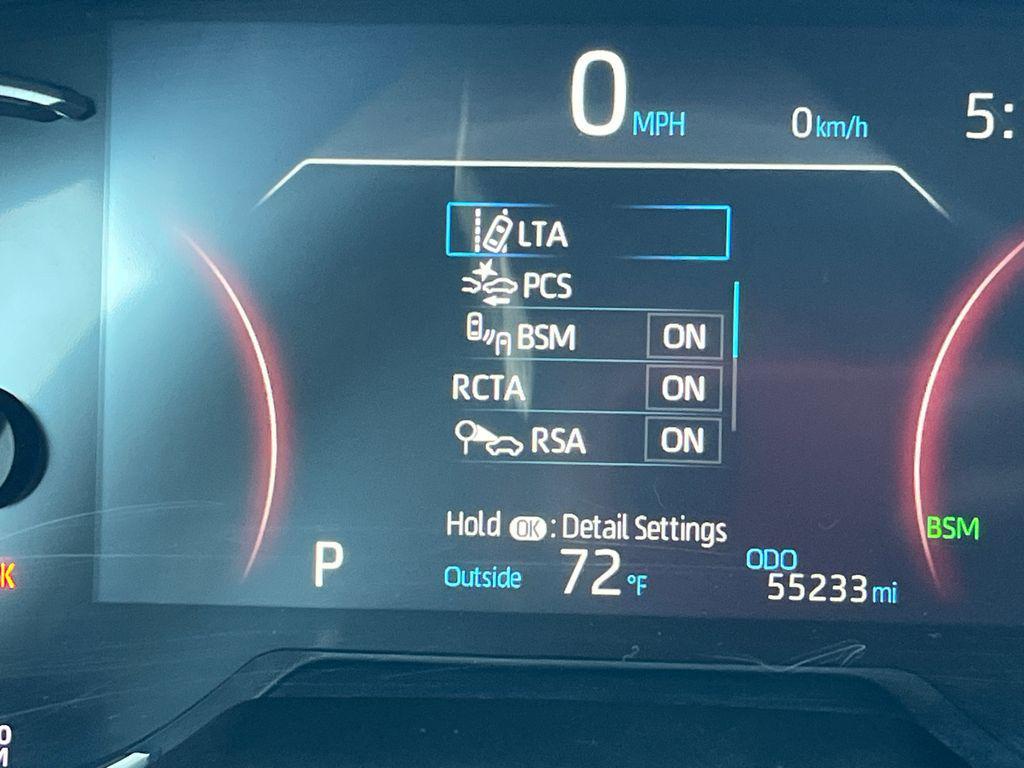 0 MPH 0 km/h 5:
LTA
PCS
BSM ON
RCTA ON
RSA ON
Hold OK : Detail Settings
BSM
K
P Outside 72 °F ODO 55233 mi